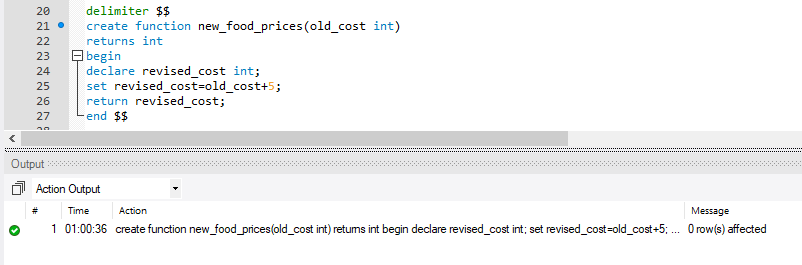 20 delimiter $$
21 create function new_food_prices(old_cost int)
22 returns int
23 begin
24 declare revised_cost int;
25 set revised_cost=old_cost+5;
26 return revised_cost;
27 end $$
Output
Action Output
# Time Action Message
1 01:00:36 create function new_food_prices(old_cost int) returns int begin declare revised_cost int; set revised_cost=old_cost+5; ... 0 row(s) affected